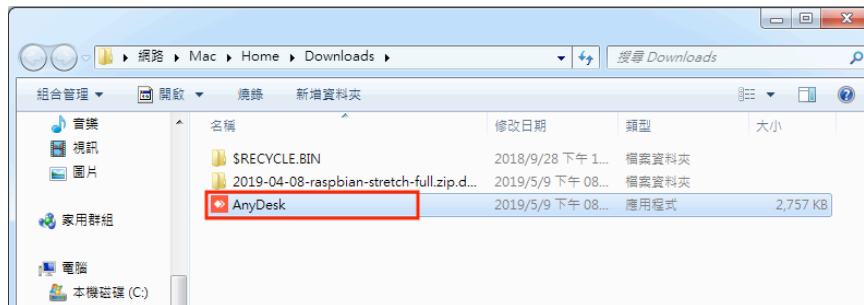 網路 ▸ Mac ▸ Home ▸ Downloads ▸
搜尋 Downloads
組合管理 ▼ 開啟 ▼ 燒錄 新增資料夾
音樂
視訊
圖片
家用群組
電腦
本機磁碟 (C:)
名稱 修改日期 類型 大小
$RECYCLE.BIN 2018/9/28 下午 1... 檔案資料夾
2019-04-08-raspbian-stretch-full.zip.d... 2019/5/9 下午 08... 檔案資料夾
AnyDesk 2019/5/9 下午 08... 應用程式 2,757 KB